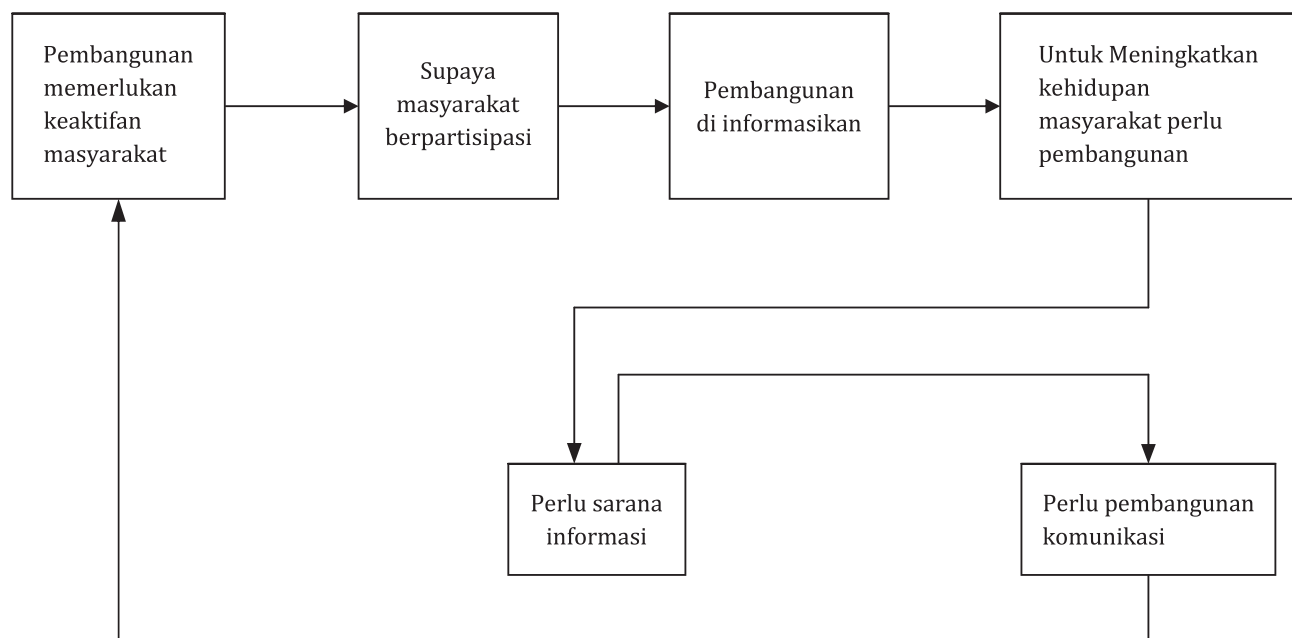 Pembangunan
memerlukan
keaktifan
masyarakat
Supaya
masyarakat
berpartisipasi
Pembangunan
di informasikan
Untuk Meningkatkan
kehidupan
masyarakat perlu
pembangunan
Perlu sarana
informasi
Perlu pembangunan
komunikasi